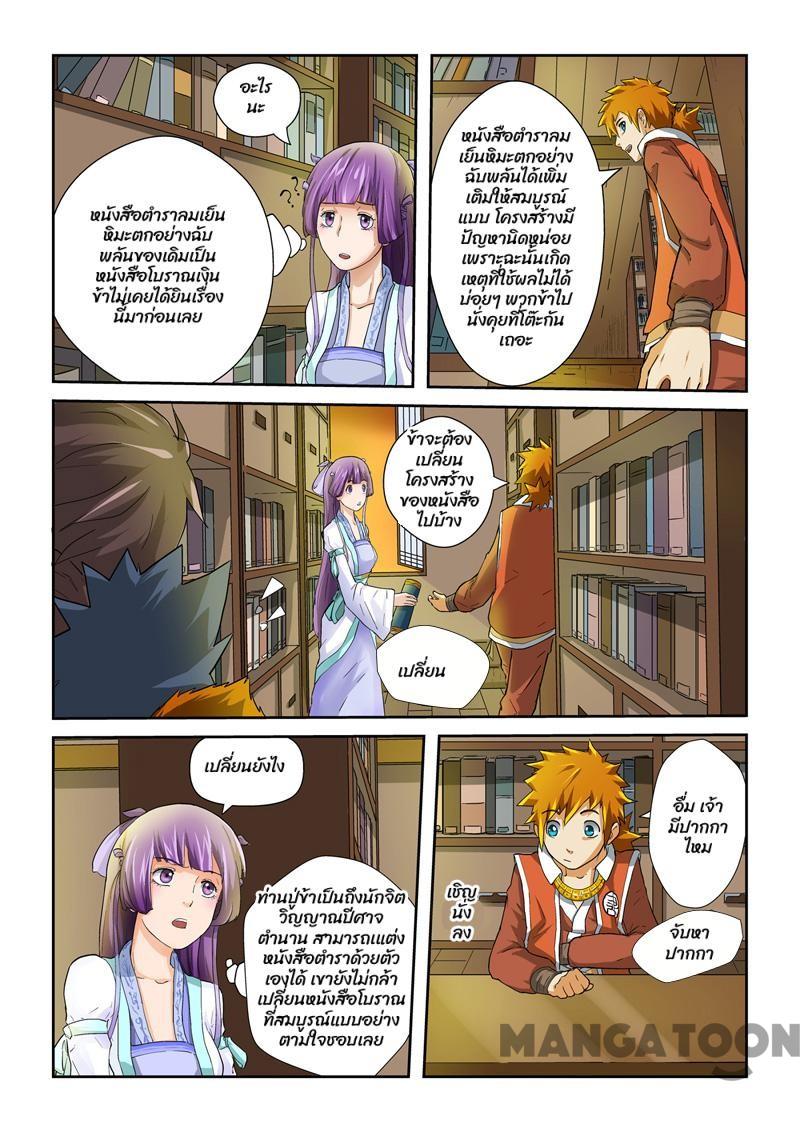 อะไร
นะ
หนังสือตำราลมเย็น
หิมะตกอย่างฉับ
พลันของเดิมเป็น
หนังสือโบราณเงิน
ข้าไม่เคยได้ยินเรื่อง
นี้มาก่อนเลย
??
หนังสือตำราลม
เย็นหิมะตกอย่าง
ฉับพลันได้เพิ่ม
เติมให้สมบูรณ์
แบบ โครงสร้างมี
ปัญหานิดหน่อย
เพราะฉะนั้นเกิด
เหตุที่ใช้ผลไม่ได้
บ่อยๆ พวกข้าไป
นั่งคุยที่โต๊ะกัน
เถอะ
ข้าจะต้อง
เปลี่ยน
โครงสร้าง
ของหนังสือ
ไปบ้าง
เปลี่ยน
เปลี่ยนยังไง
ท่านปู่ข้าเป็นถึงนักจิต
วิญญาณปีศาจ
ตำนาน สามารถแต่ง
หนังสือตำราด้วยตัว
เองได้ เขายังไม่กล้า
เปลี่ยนหนังสือโบราณ
ที่สมบูรณ์แบบอย่าง
ตามใจชอบเลย
อื่ม เจ้า
มีปากกา
ไหม
เชิญ
นั่ง
ลง
จับหา
ปากกา
MANGATOON